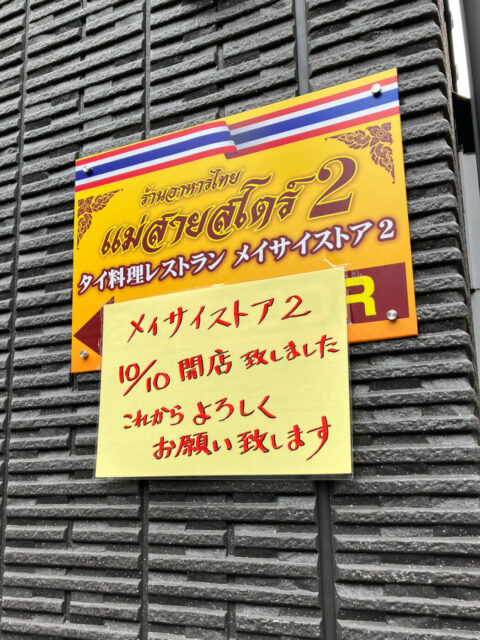 ร้านอาหารไทย
แม่สายสโตร์ 2
タイ料理レストラン メイサイストア 2
R
メィサイストア 2
10/10 開店 致しました
これから よろしく
お願い致します